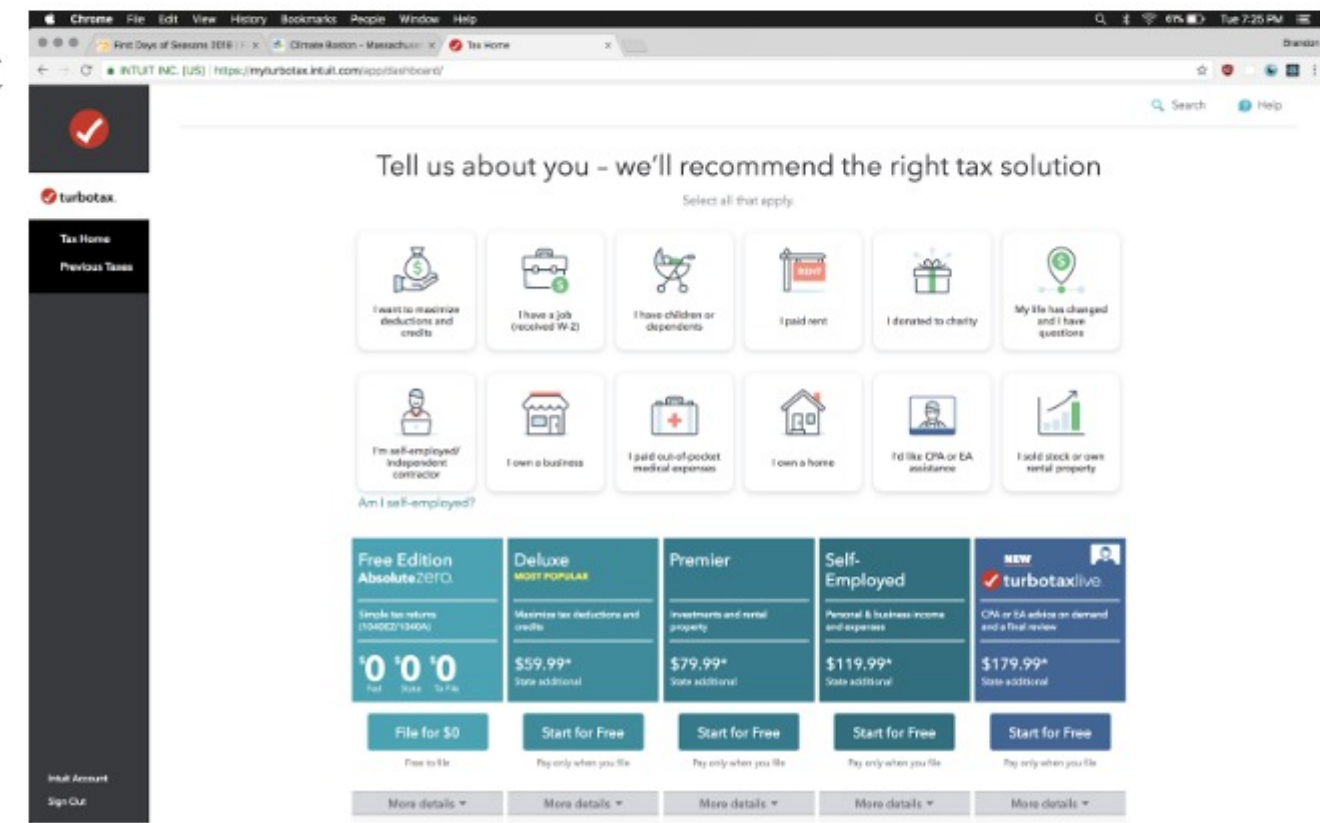 Chrome File Edit View History Bookmarks People Window Help
61% Tue 7:25 PM
First Days of Seasons 2016
Climate Boston - Massachuse
Tax Home
Brandon
INTUIT INC. [US] https://myturbotax.intuit.com/app/dashboard/
Search Help
turbotax.
Tax Home
Previous Taxes
Tell us about you – we'll recommend the right tax solution
Select all that apply.
I want to maximize
deductions and
credits
I have a job
(received W-2)
I have children or
dependents
RENT
I paid rent
I donated to charity
My life has changed
and I have
questions
I'm self-employed/
independent
contractor
I own a business
I paid out-of-pocket
medical expenses
I own a home
I'd like CPA or EA
assistance
I sold stock or own
rental property
Am I self-employed?
Free Edition
AbsoluteZERO.
Simple tax returns
(1040EZ/1040A)
$0 $0 $0
Fed State To File
File for $0
Free to file
More details
Deluxe
MOST POPULAR
Maximize tax deductions and
credits
$59.99*
State additional
Start for Free
Pay only when you file
More details
Premier
Investments and rental
property
$79.99*
State additional
Start for Free
Pay only when you file
More details
Self-
Employed
Personal & business income
and expenses
$119.99*
State additional
Start for Free
Pay only when you file
More details
NEW
turbotaxlive
CPA or EA advice on demand
and a final review
$179.99*
State additional
Start for Free
Pay only when you file
More details
Intuit Account
Sign Out